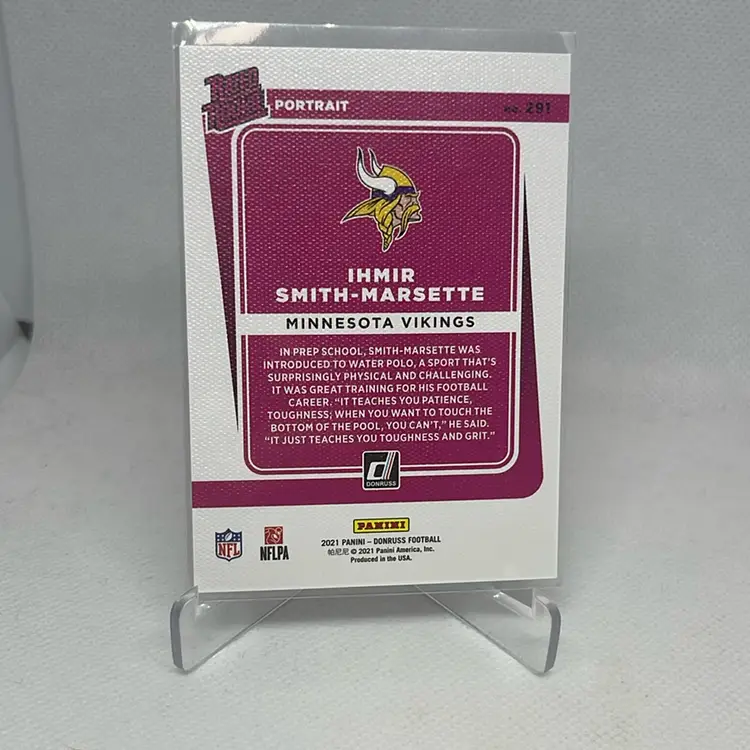 RATED ROOKIE
PORTRAIT
no. 291
IHMIR
SMITH-MARSETTE
MINNESOTA VIKINGS
IN PREP SCHOOL, SMITH-MARSETTE WAS
INTRODUCED TO WATER POLO, A SPORT THAT'S
SURPRISINGLY PHYSICAL AND CHALLENGING.
IT WAS GREAT TRAINING FOR HIS FOOTBALL
CAREER. "IT TEACHES YOU PATIENCE,
TOUGHNESS; WHEN YOU WANT TO TOUCH THE
BOTTOM OF THE POOL, YOU CAN'T," HE SAID.
"IT JUST TEACHES YOU TOUGHNESS AND GRIT."
d
DONRUSS
NFL
NFLPA
PANINI
2021 PANINI – DONRUSS FOOTBALL
帕尼尼 © 2021 Panini America, Inc.
Produced in the USA.